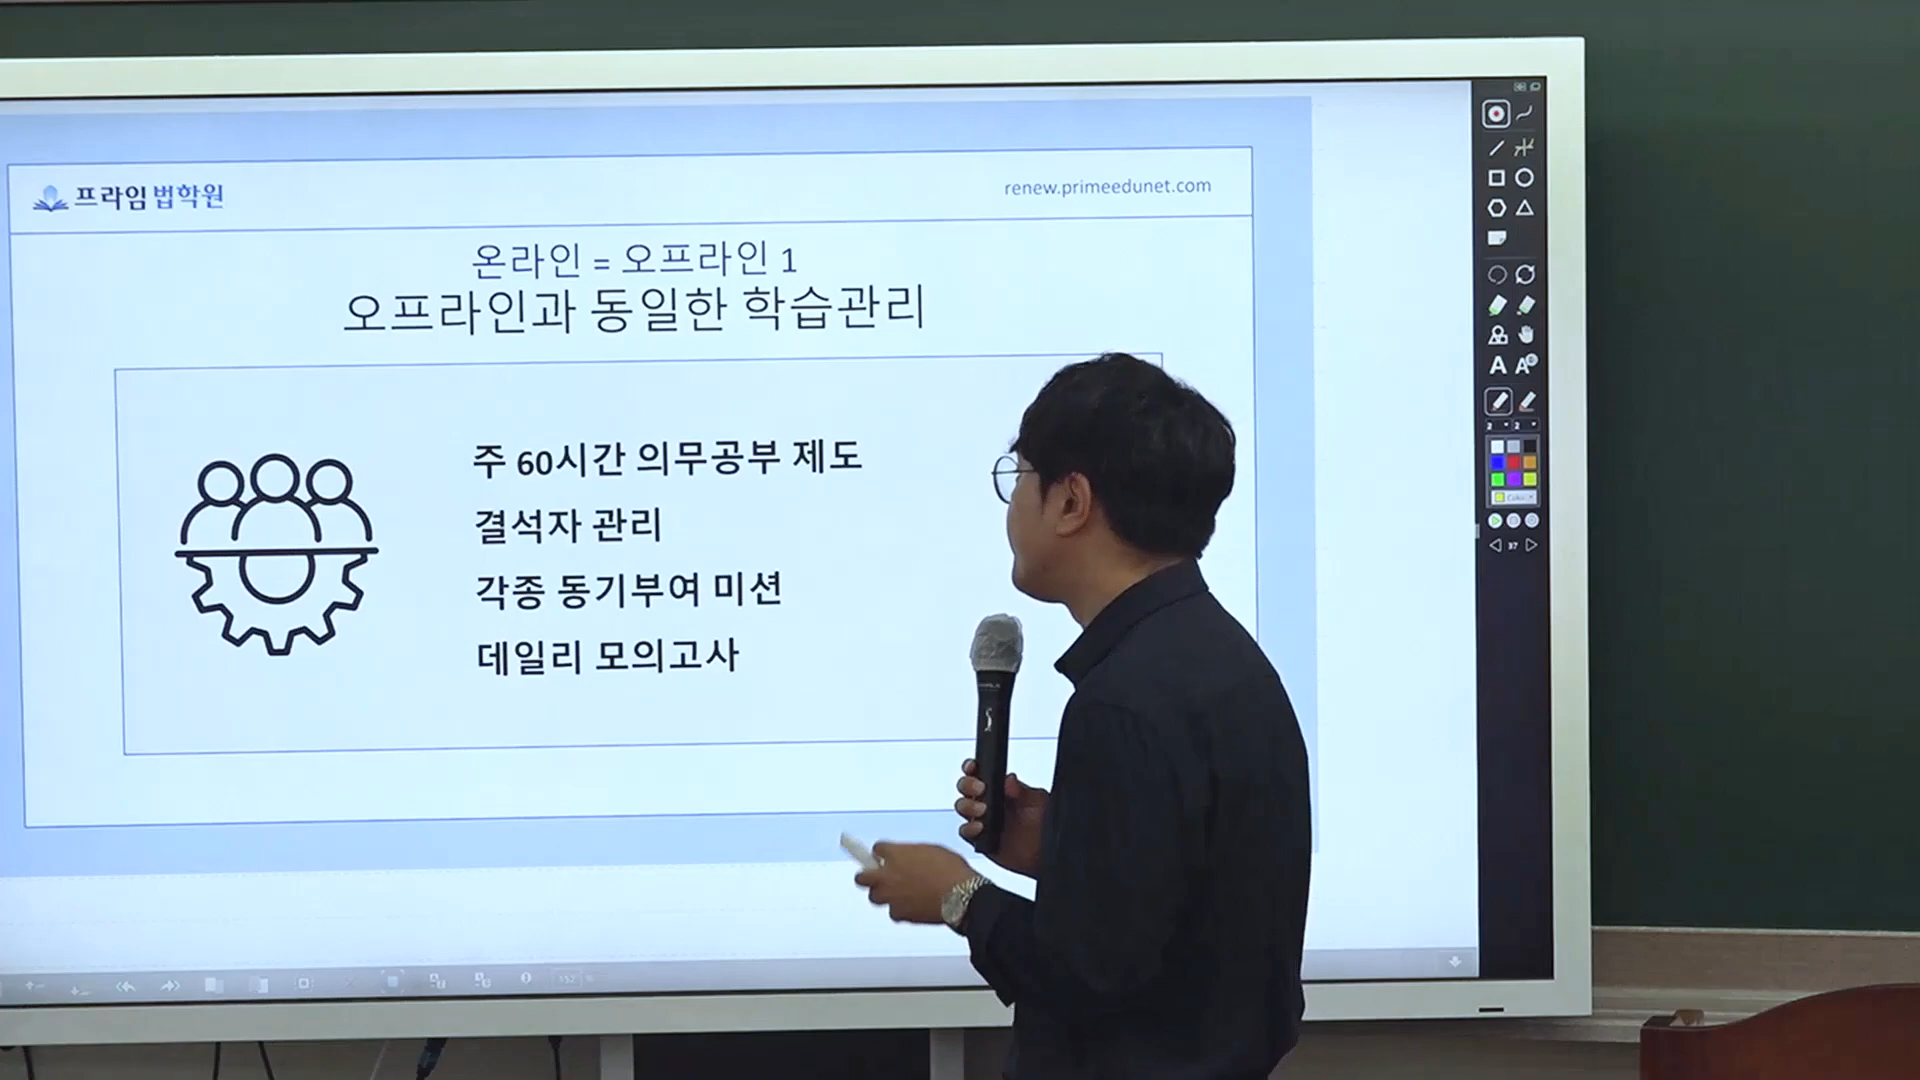 프라임법학원
renew.primeedunet.com
온라인 = 오프라인 1
오프라인과 동일한 학습관리
주 60시간 의무공부 제도
결석자 관리
각종 동기부여 미션
데일리 모의고사
A A
2 2
37